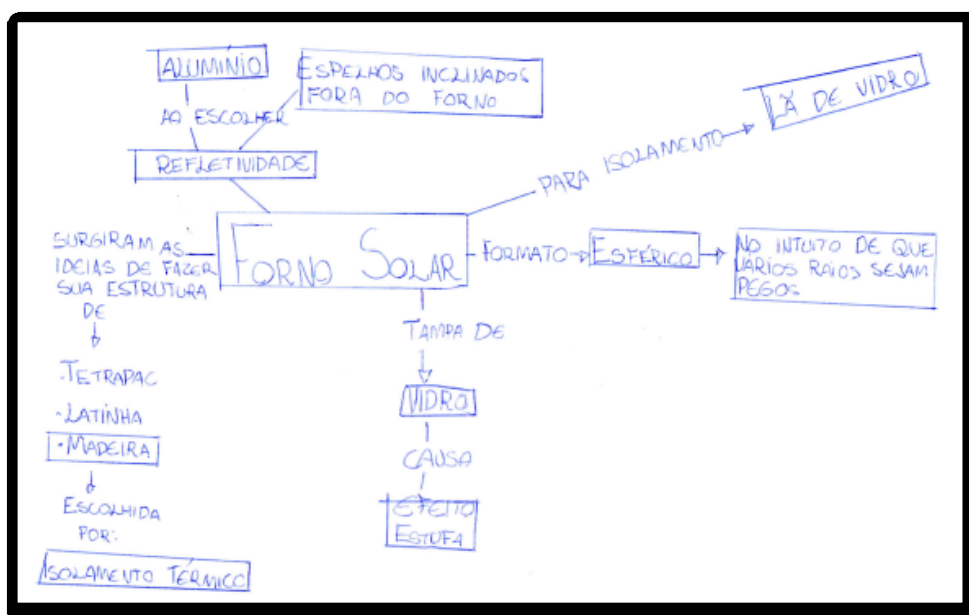 ALUMINIO
ESPELHOS INCLINADOS
FORA DO FORNO
AO ESCOLHER
REFLETIVIDADE
LÃ DE VIDRO
PARA ISOLAMENTO
FORNO SOLAR
SURGIRAM AS
IDEIAS DE FAZER
SUA ESTRUTURA
DE
-TETRAPAC
-LATINHA
-MADEIRA
ESCOLHIDA
POR:
ISOLAMENTO TÉRMICO
FORMATO
ESFÉRICO
NO INTUITO DE QUE
VÁRIOS RAIOS SEJAM
PEGOS
TAMPA DE
VIDRO
CAUSA
EFEITO
ESTUFA